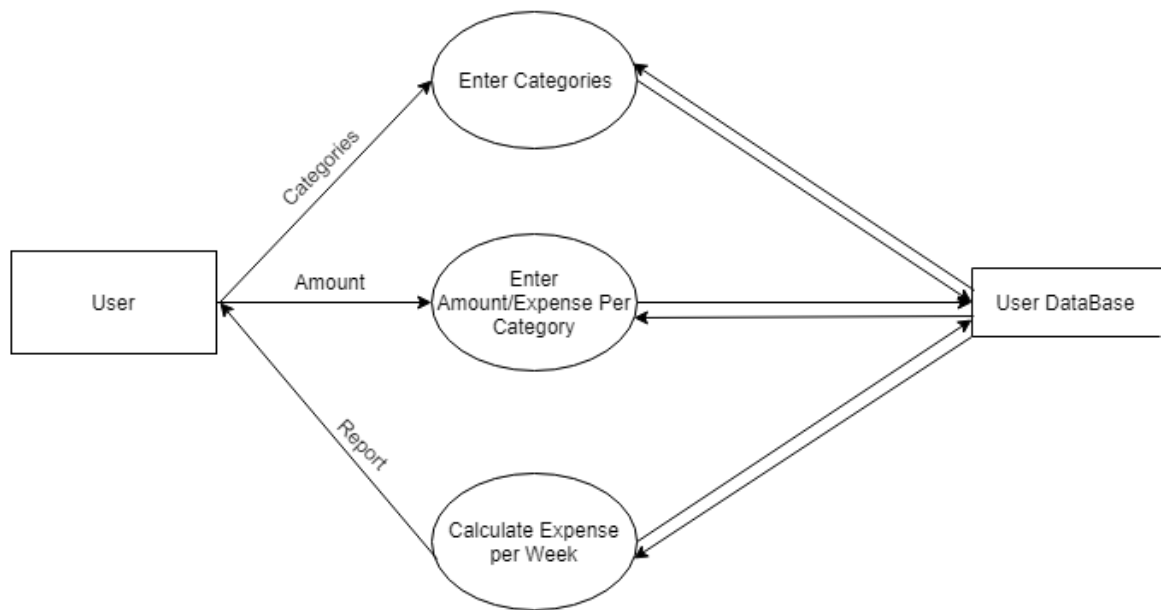 Enter Categories
Categories
User
Amount
Enter
Amount/Expense Per
Category
User DataBase
Report
Calculate Expense
per Week